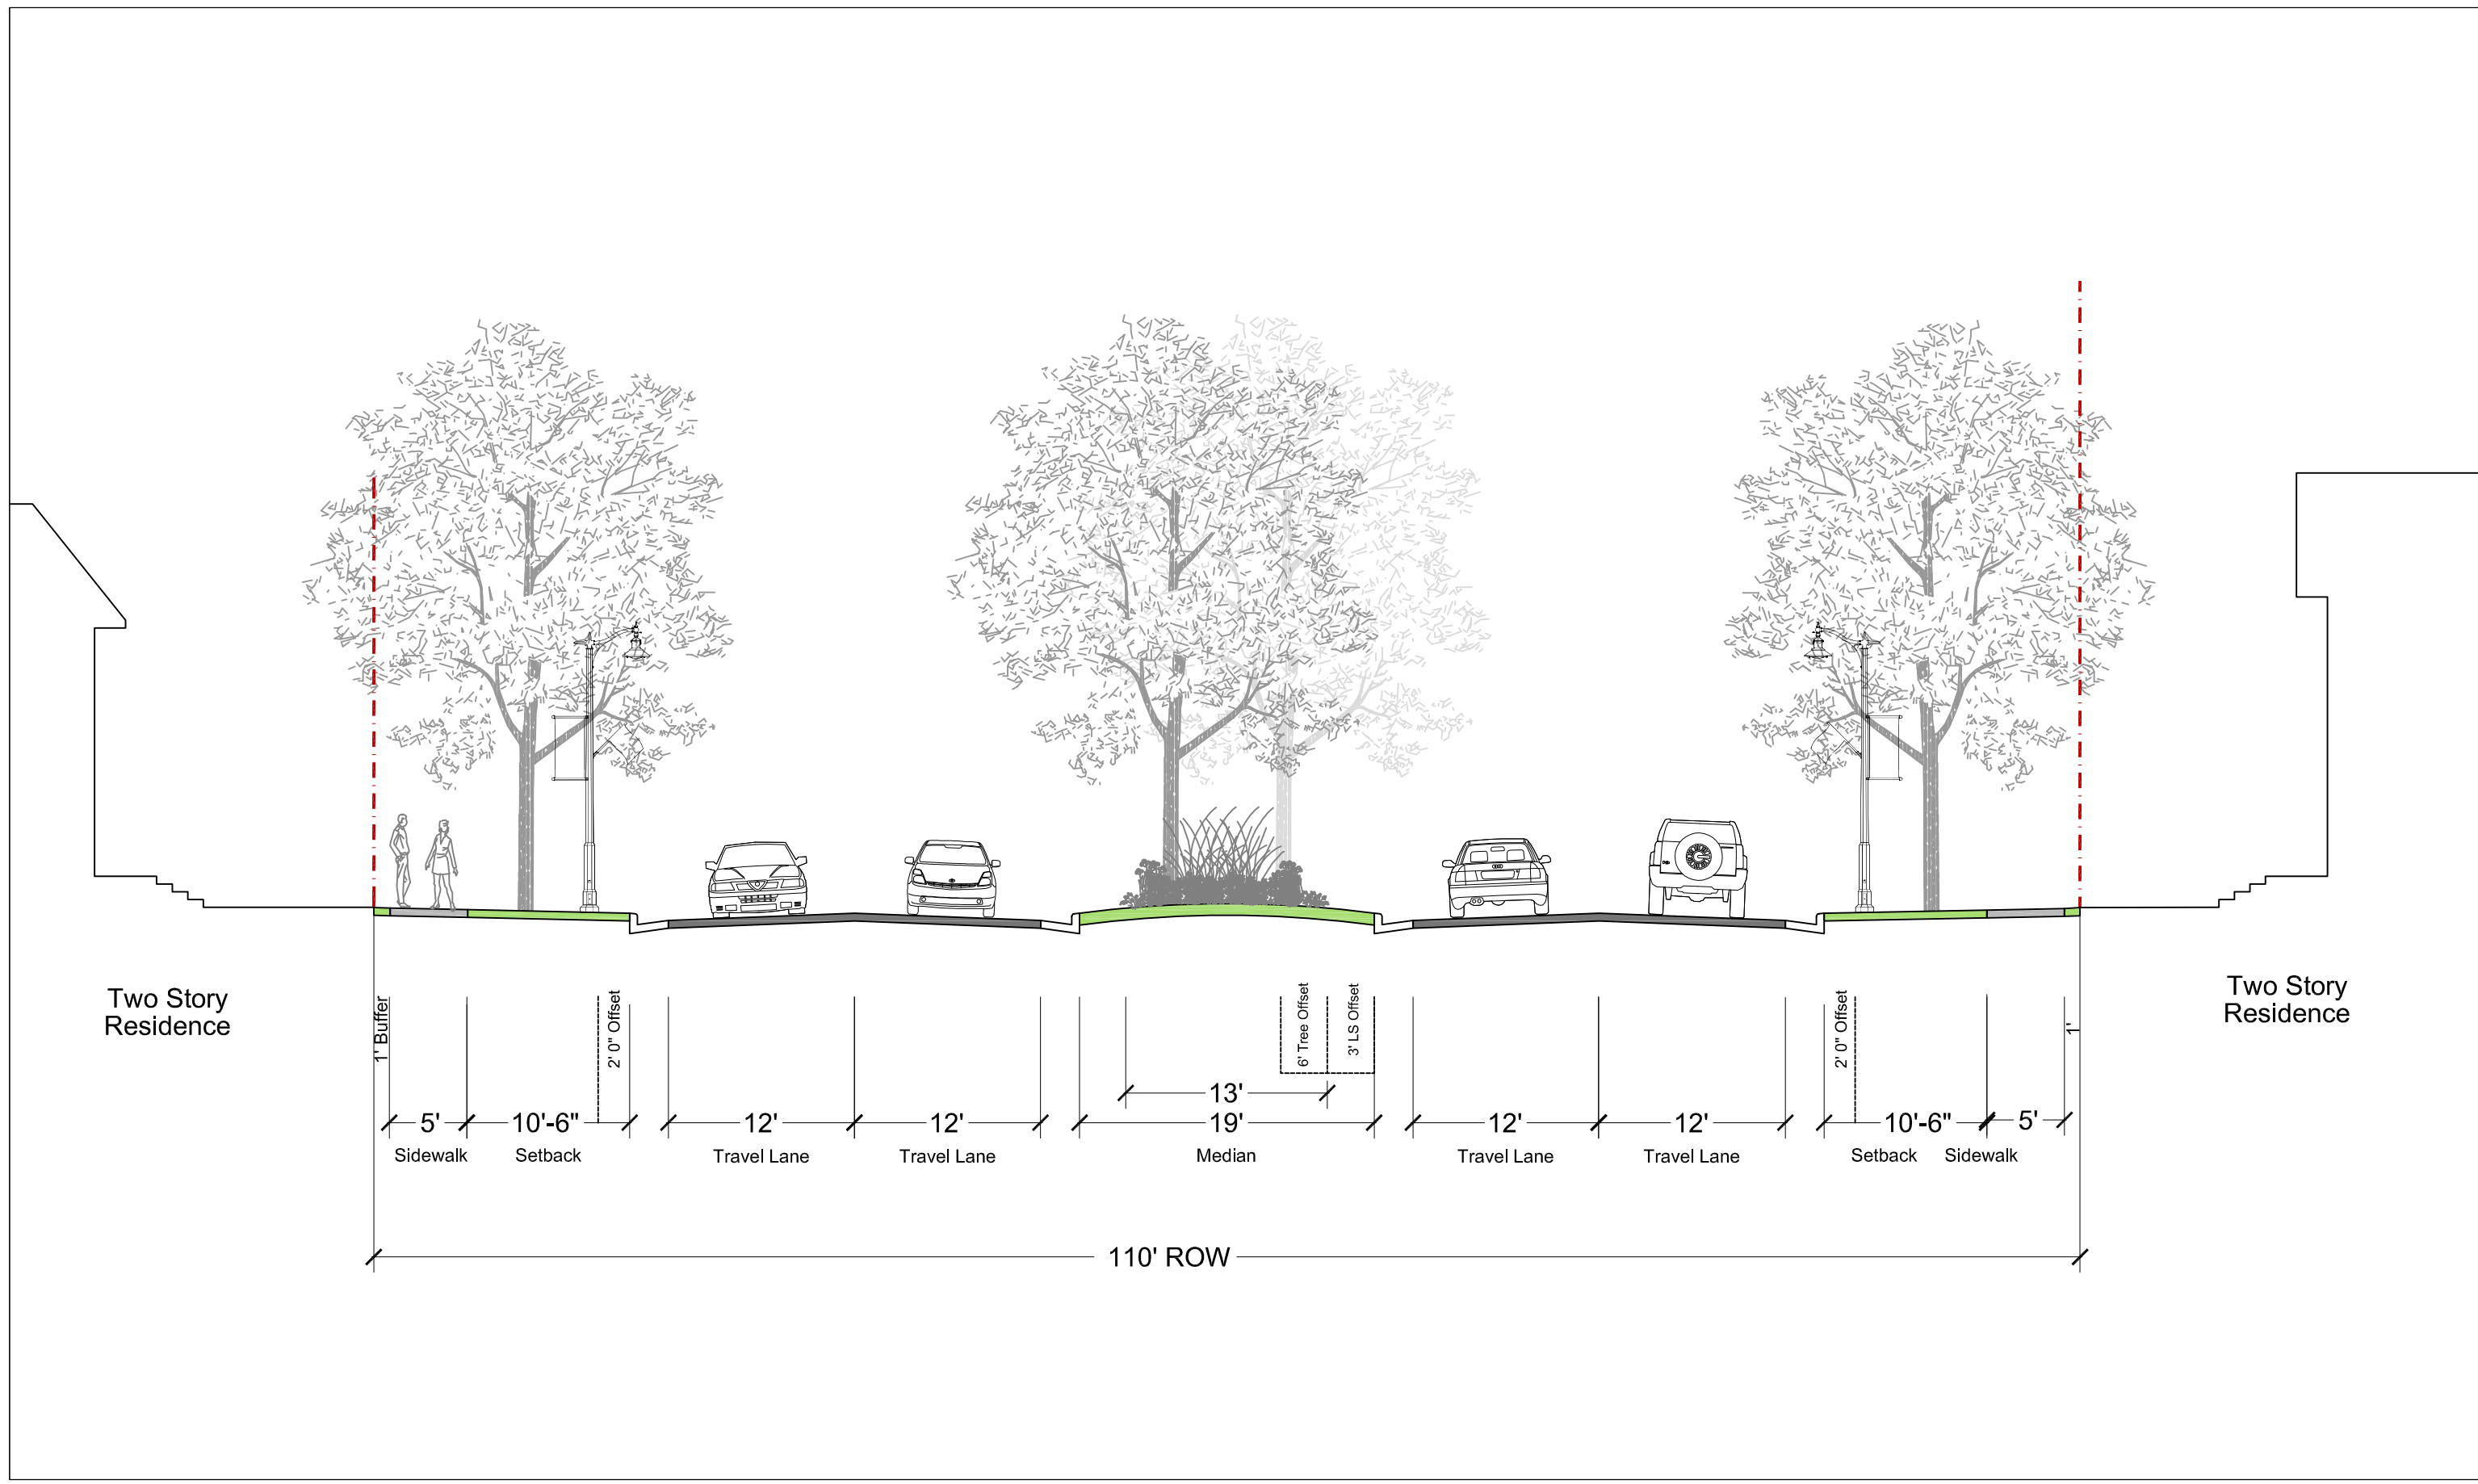 Two Story
Residence
Two Story
Residence
1' Buffer
2' 0" Offset
6' Tree Offset
3' LS Offset
2' 0" Offset
1'
13'
5'
10'-6"
12'
12'
19'
12'
12'
10'-6"
5'
Sidewalk
Setback
Travel Lane
Travel Lane
Median
Travel Lane
Travel Lane
Setback
Sidewalk
110' ROW